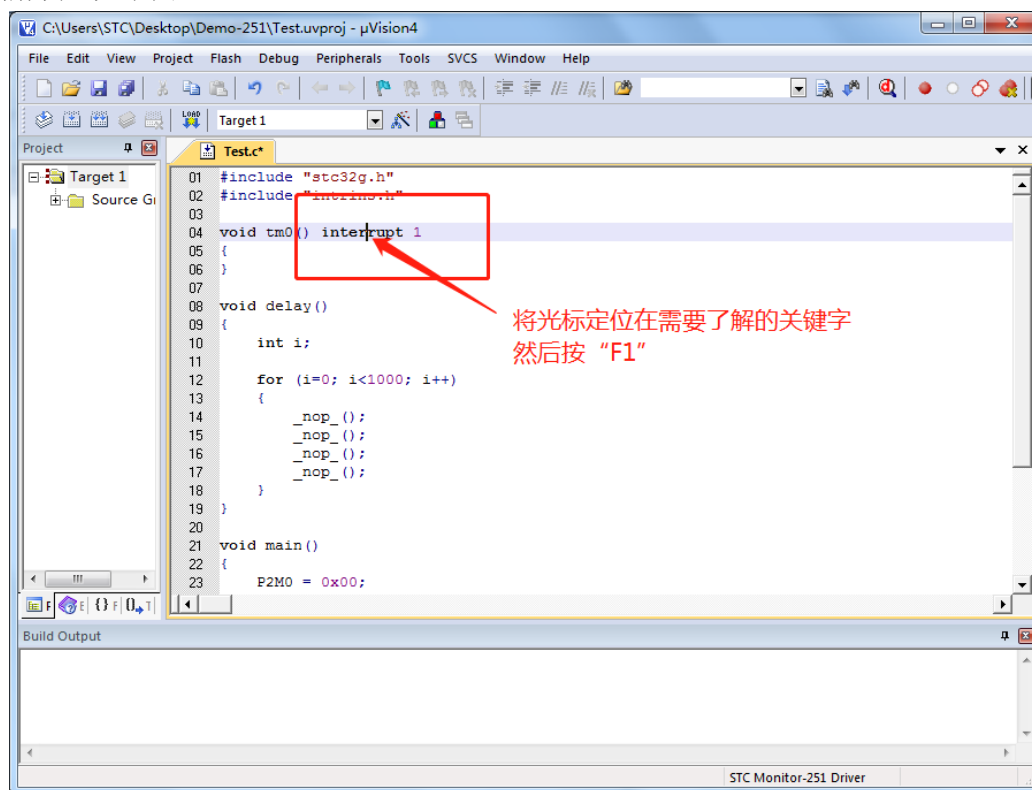 C:\Users\STC\Desktop\Demo-251\Test.uvproj - µVision4
File Edit View Project Flash Debug Peripherals Tools SVCS Window Help
LOAD Target 1
Project
Test.c*
Target 1
Source Gr
01 #include "stc32g.h"
02 #include "intrins.h"
03
04 void tm0() interrupt 1
05 {
06 }
07
08 void delay()
09 {
10 int i;
11
12 for (i=0; i<1000; i++)
13 {
14 _nop_();
15 _nop_();
16 _nop_();
17 _nop_();
18 }
19 }
20
21 void main()
22 {
23 P2M0 = 0x00;
将光标定位在需要了解的关键字
然后按“F1”
Build Output
STC Monitor-251 Driver